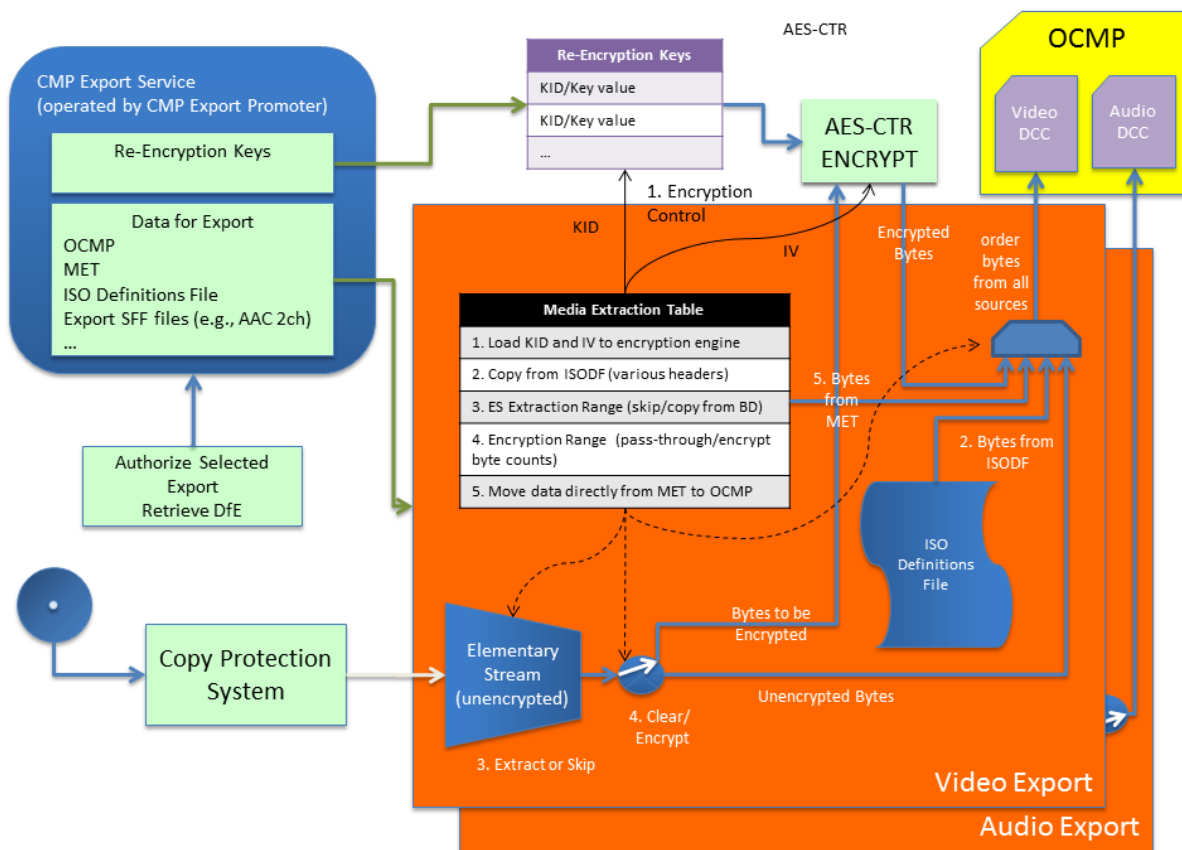 AES-CTR
OCMP
Video
DCC
Audio
DCC
CMP Export Service
(operated by CMP Export Promoter)
Re-Encryption Keys
Data for Export
OCMP
MET
ISO Definitions File
Export SFF files (e.g., AAC 2ch)
...
Re-Encryption Keys
KID/Key value
KID/Key value
...
AES-CTR
ENCRYPT
1. Encryption
Control
KID
IV
Encrypted
Bytes
order
bytes
from all
sources
Media Extraction Table
1. Load KID and IV to encryption engine
2. Copy from ISODF (various headers)
3. ES Extraction Range (skip/copy from BD)
4. Encryption Range (pass-through/encrypt
byte counts)
5. Move data directly from MET to OCMP
5. Bytes
from
MET
2. Bytes from
ISODF
ISO
Definitions
File
Authorize Selected
Export
Retrieve DfE
Copy Protection
System
Elementary
Stream
(unencrypted)
3. Extract or Skip
4. Clear/
Encrypt
Bytes to be
Encrypted
Unencrypted Bytes
Video Export
Audio Export